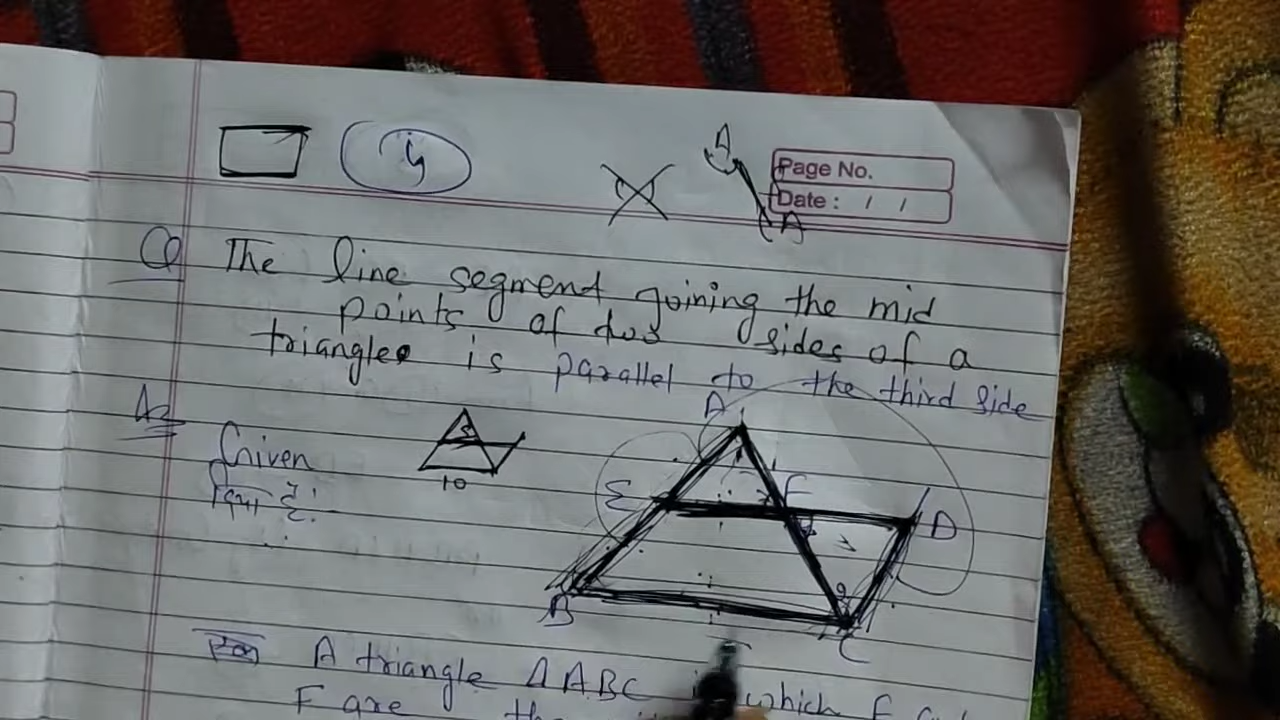 Page No.
Date : / /
Q The line segment joining the mid
points of two sides of a
triangle is parallel to the third side
A
Given
5
10
A
E
F
D
B
C
A triangle ΔABC which
F are